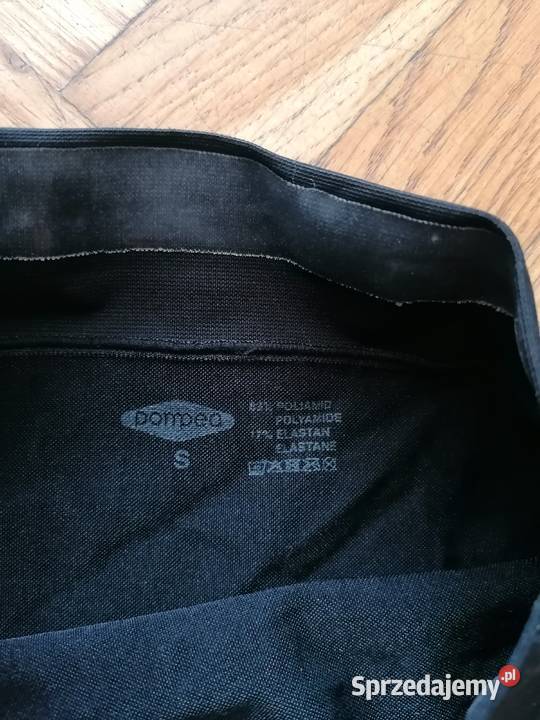 pompea
S
83% POLIAMID
POLYAMIDE
17% ELASTAN
ELASTANE
Sprzedajemy.pl